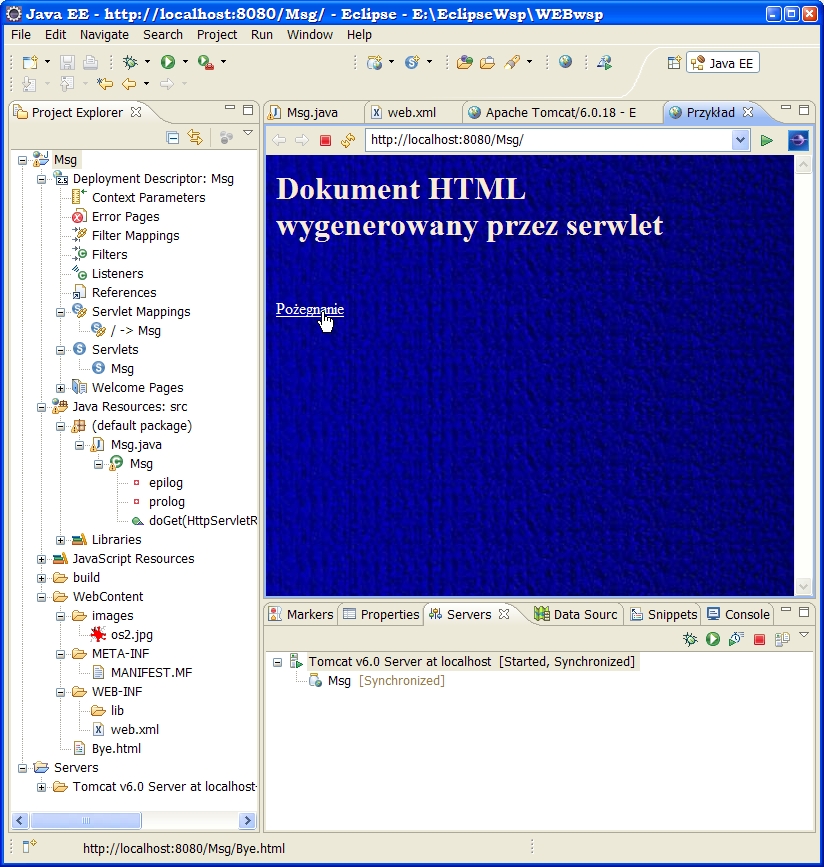 Java EE - http://localhost:8080/Msg/ - Eclipse - E:\EclipseWsp\WEBwsp
File Edit Navigate Search Project Run Window Help
Java EE
Project Explorer
Msg
Deployment Descriptor: Msg
Context Parameters
Error Pages
Filter Mappings
Filters
Listeners
References
Servlet Mappings
/ -> Msg
Servlets
Msg
Welcome Pages
Java Resources: src
(default package)
Msg.java
Msg
epilog
prolog
doGet(HttpServletR
Libraries
JavaScript Resources
build
WebContent
images
os2.jpg
META-INF
MANIFEST.MF
WEB-INF
lib
web.xml
Bye.html
Servers
Tomcat v6.0 Server at localhost-
Msg.java web.xml Apache Tomcat/6.0.18 - E Przykład
http://localhost:8080/Msg/
Dokument HTML
wygenerowany przez serwlet
Pożegnanie
Markers Properties Servers Data Sourc Snippets Console
Tomcat v6.0 Server at localhost [Started, Synchronized]
Msg [Synchronized]
http://localhost:8080/Msg/Bye.html